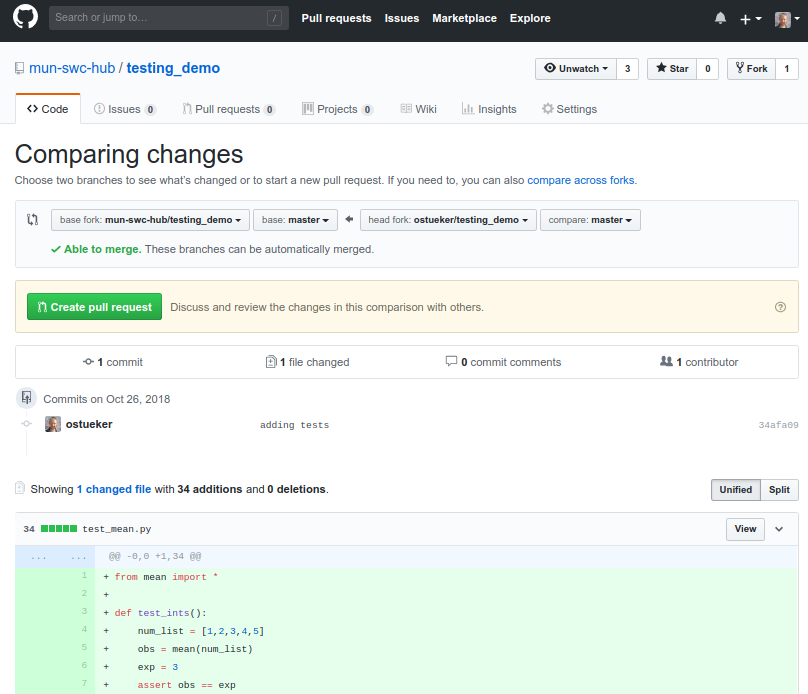 Search or jump to… /
Pull requests Issues Marketplace Explore
mun-swc-hub / testing_demo
Unwatch 3 Star 0 Fork 1
Code Issues 0 Pull requests 0 Projects 0 Wiki Insights Settings
Comparing changes
Choose two branches to see what's changed or to start a new pull request. If you need to, you can also compare across forks.
base fork: mun-swc-hub/testing_demo base: master head fork: ostueker/testing_demo compare: master
Able to merge. These branches can be automatically merged.
Create pull request Discuss and review the changes in this comparison with others.
1 commit 1 file changed 0 commit comments 1 contributor
Commits on Oct 26, 2018
ostueker adding tests 34afa09
Showing 1 changed file with 34 additions and 0 deletions.
Unified Split
34 test_mean.py View
... ... @@ -0,0 +1,34 @@
1 + from mean import *
2 +
3 + def test_ints():
4 + num_list = [1,2,3,4,5]
5 + obs = mean(num_list)
6 + exp = 3
7 + assert obs == exp